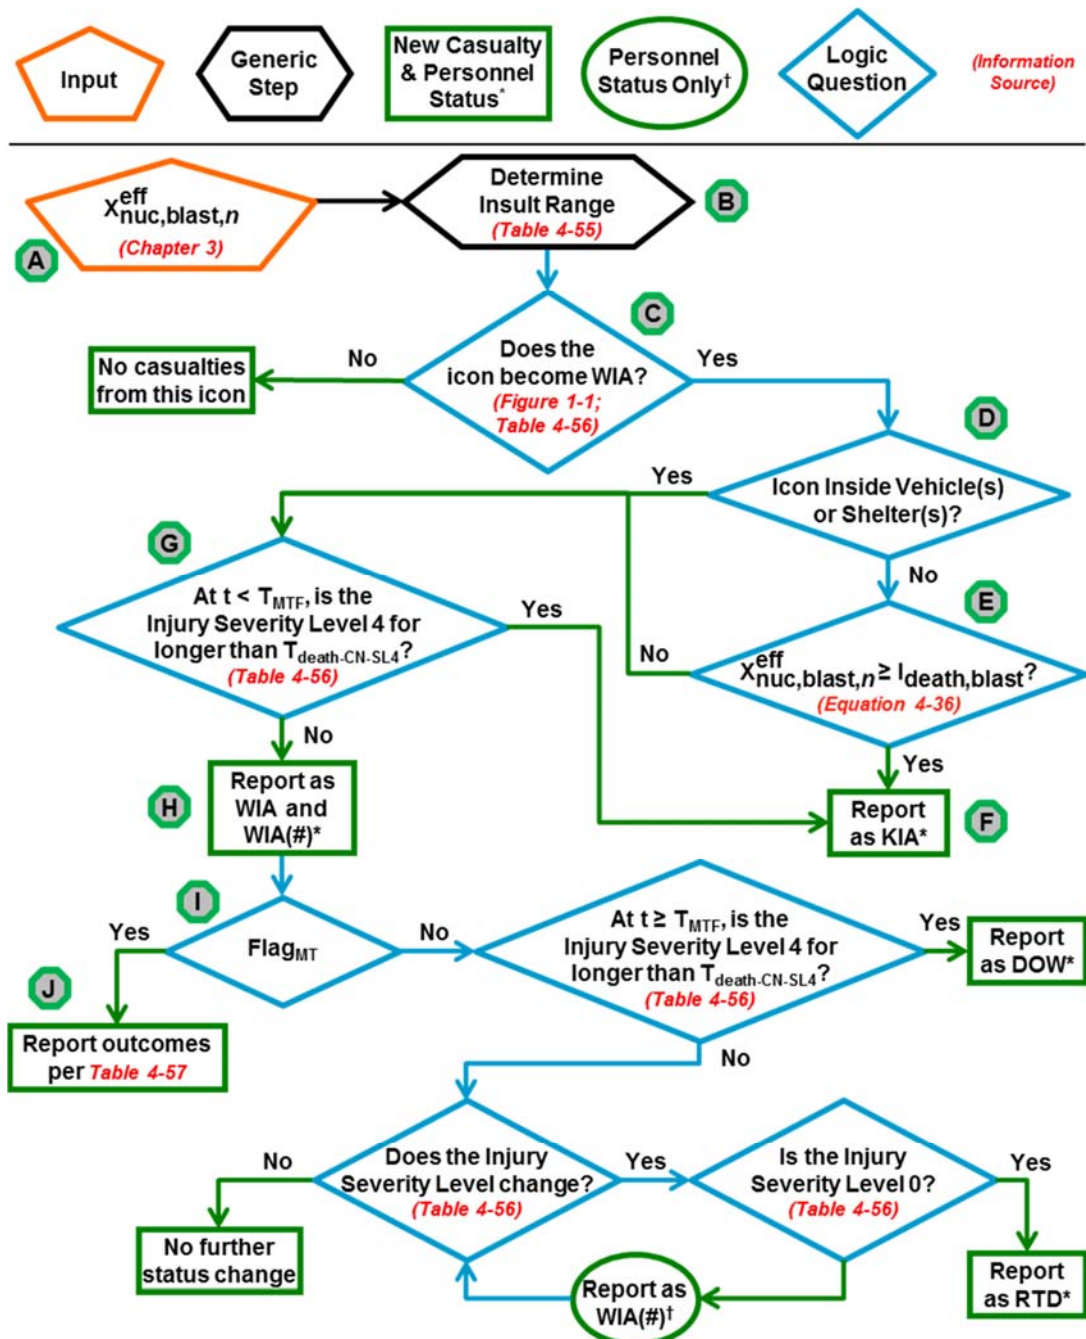 Input
Generic
Step
New Casualty
& Personnel
Status*
Personnel
Status Only†
Logic
Question
(Information
Source)
X^eff_nuc,blast,n
(Chapter 3)
A
Determine
Insult Range
(Table 4-55)
B
C
Does the
icon become WIA?
(Figure 1-1;
Table 4-56)
No
Yes
No casualties
from this icon
D
Icon Inside Vehicle(s)
or Shelter(s)?
Yes
No
G
At t < T_MTF, is the
Injury Severity Level 4 for
longer than T_death-CN-SL4?
(Table 4-56)
Yes
No
E
X^eff_nuc,blast,n ≥ I_death,blast?
(Equation 4-36)
No
Yes
H
Report as
WIA and
WIA(#)*
Report
as KIA*
F
I
Flag_MT
Yes
No
At t ≥ T_MTF, is the
Injury Severity Level 4 for
longer than T_death-CN-SL4?
(Table 4-56)
Yes
No
Report
as DOW*
J
Report outcomes
per Table 4-57
Does the Injury
Severity Level change?
(Table 4-56)
No
Yes
Is the Injury
Severity Level 0?
(Table 4-56)
Yes
No further
status change
Report as
WIA(#)†
Report
as RTD*